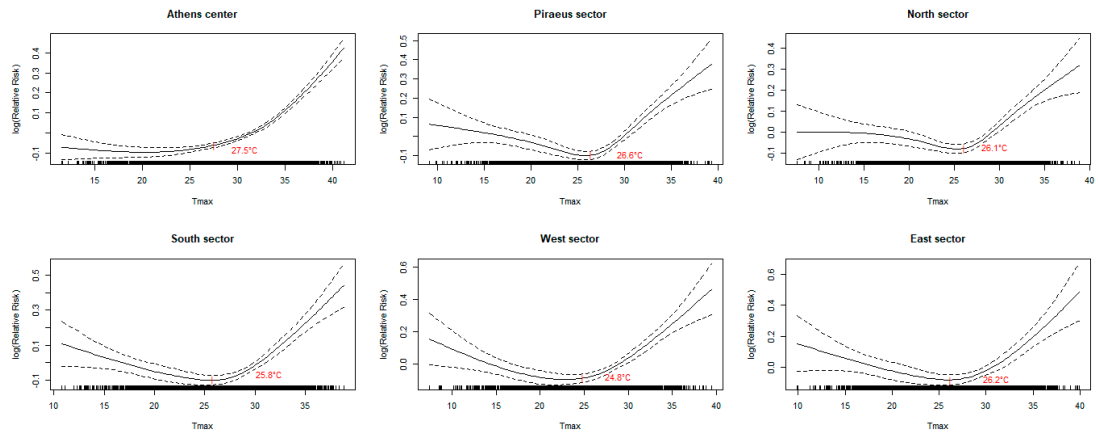 Athens center
Piraeus sector
North sector
log(Relative Risk)
-0.1 0.1 0.2 0.3 0.4
27.5°C
15 20 25 30 35 40
Tmax
log(Relative Risk)
-0.1 0.1 0.2 0.3 0.4 0.5
26.6°C
10 15 20 25 30 35 40
Tmax
log(Relative Risk)
-0.1 0.0 0.1 0.2 0.3 0.4
26.1°C
10 15 20 25 30 35 40
Tmax
South sector
West sector
East sector
log(Relative Risk)
-0.1 0.1 0.3 0.5
25.8°C
10 15 20 25 30 35
Tmax
log(Relative Risk)
0.0 0.2 0.4 0.6
24.8°C
10 15 20 25 30 35 40
Tmax
log(Relative Risk)
0.0 0.2 0.4 0.6
26.2°C
10 15 20 25 30 35 40
Tmax